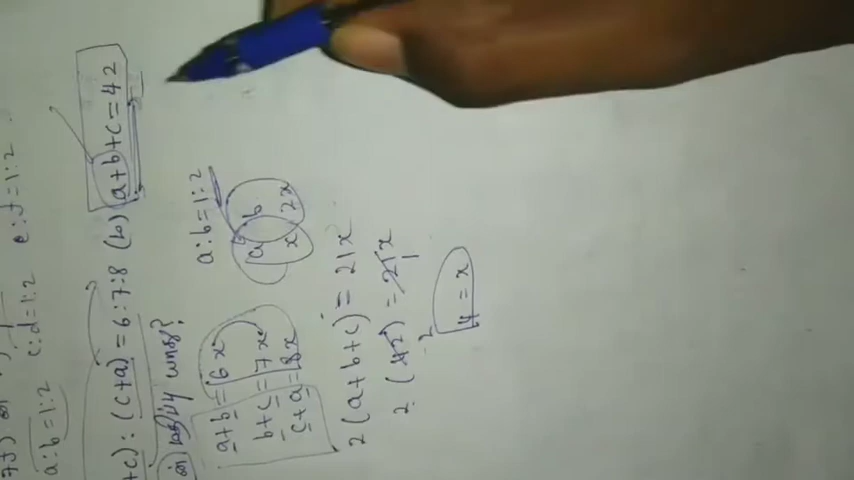 a:b=1:2 c:d=1:2 e:f=1:2
+c):(c+a)=6:7:8 (b) a+b+c=42
a+b=6x
b+c=7x
c+a=8x
a:b=1:2
a b
x 2x
2(a+b+c)=21x
2(42)=21x
4=x